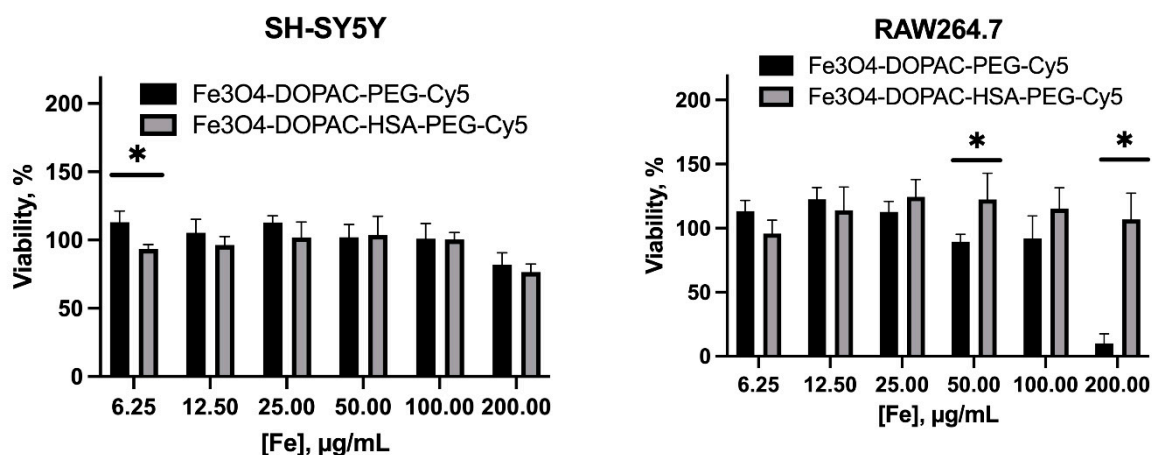 SH-SY5Y
Fe3O4-DOPAC-PEG-Cy5
Fe3O4-DOPAC-HSA-PEG-Cy5
Viability, %
200
150
100
50
0
*
6.25 12.50 25.00 50.00 100.00 200.00
[Fe], µg/mL
RAW264.7
Fe3O4-DOPAC-PEG-Cy5
Fe3O4-DOPAC-HSA-PEG-Cy5
Viability, %
200
150
100
50
0
* *
6.25 12.50 25.00 50.00 100.00 200.00
[Fe], µg/mL